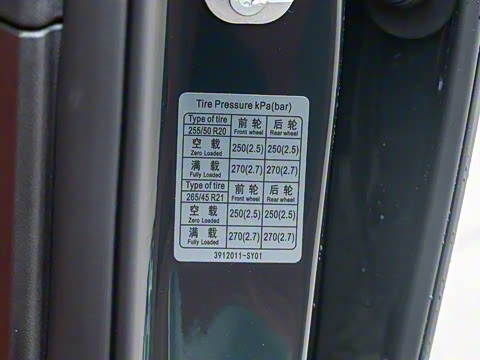 Tire Pressure kPa(bar)
Type of tire 前轮 后轮
255/50 R20 Front wheel Rear wheel
空载 250(2.5) 250(2.5)
Zero Loaded
满载 270(2.7) 270(2.7)
Fully Loaded
Type of tire 前轮 后轮
265/45 R21 Front wheel Rear wheel
空载 250(2.5) 250(2.5)
Zero Loaded
满载 270(2.7) 270(2.7)
Fully Loaded
3912011-SY01